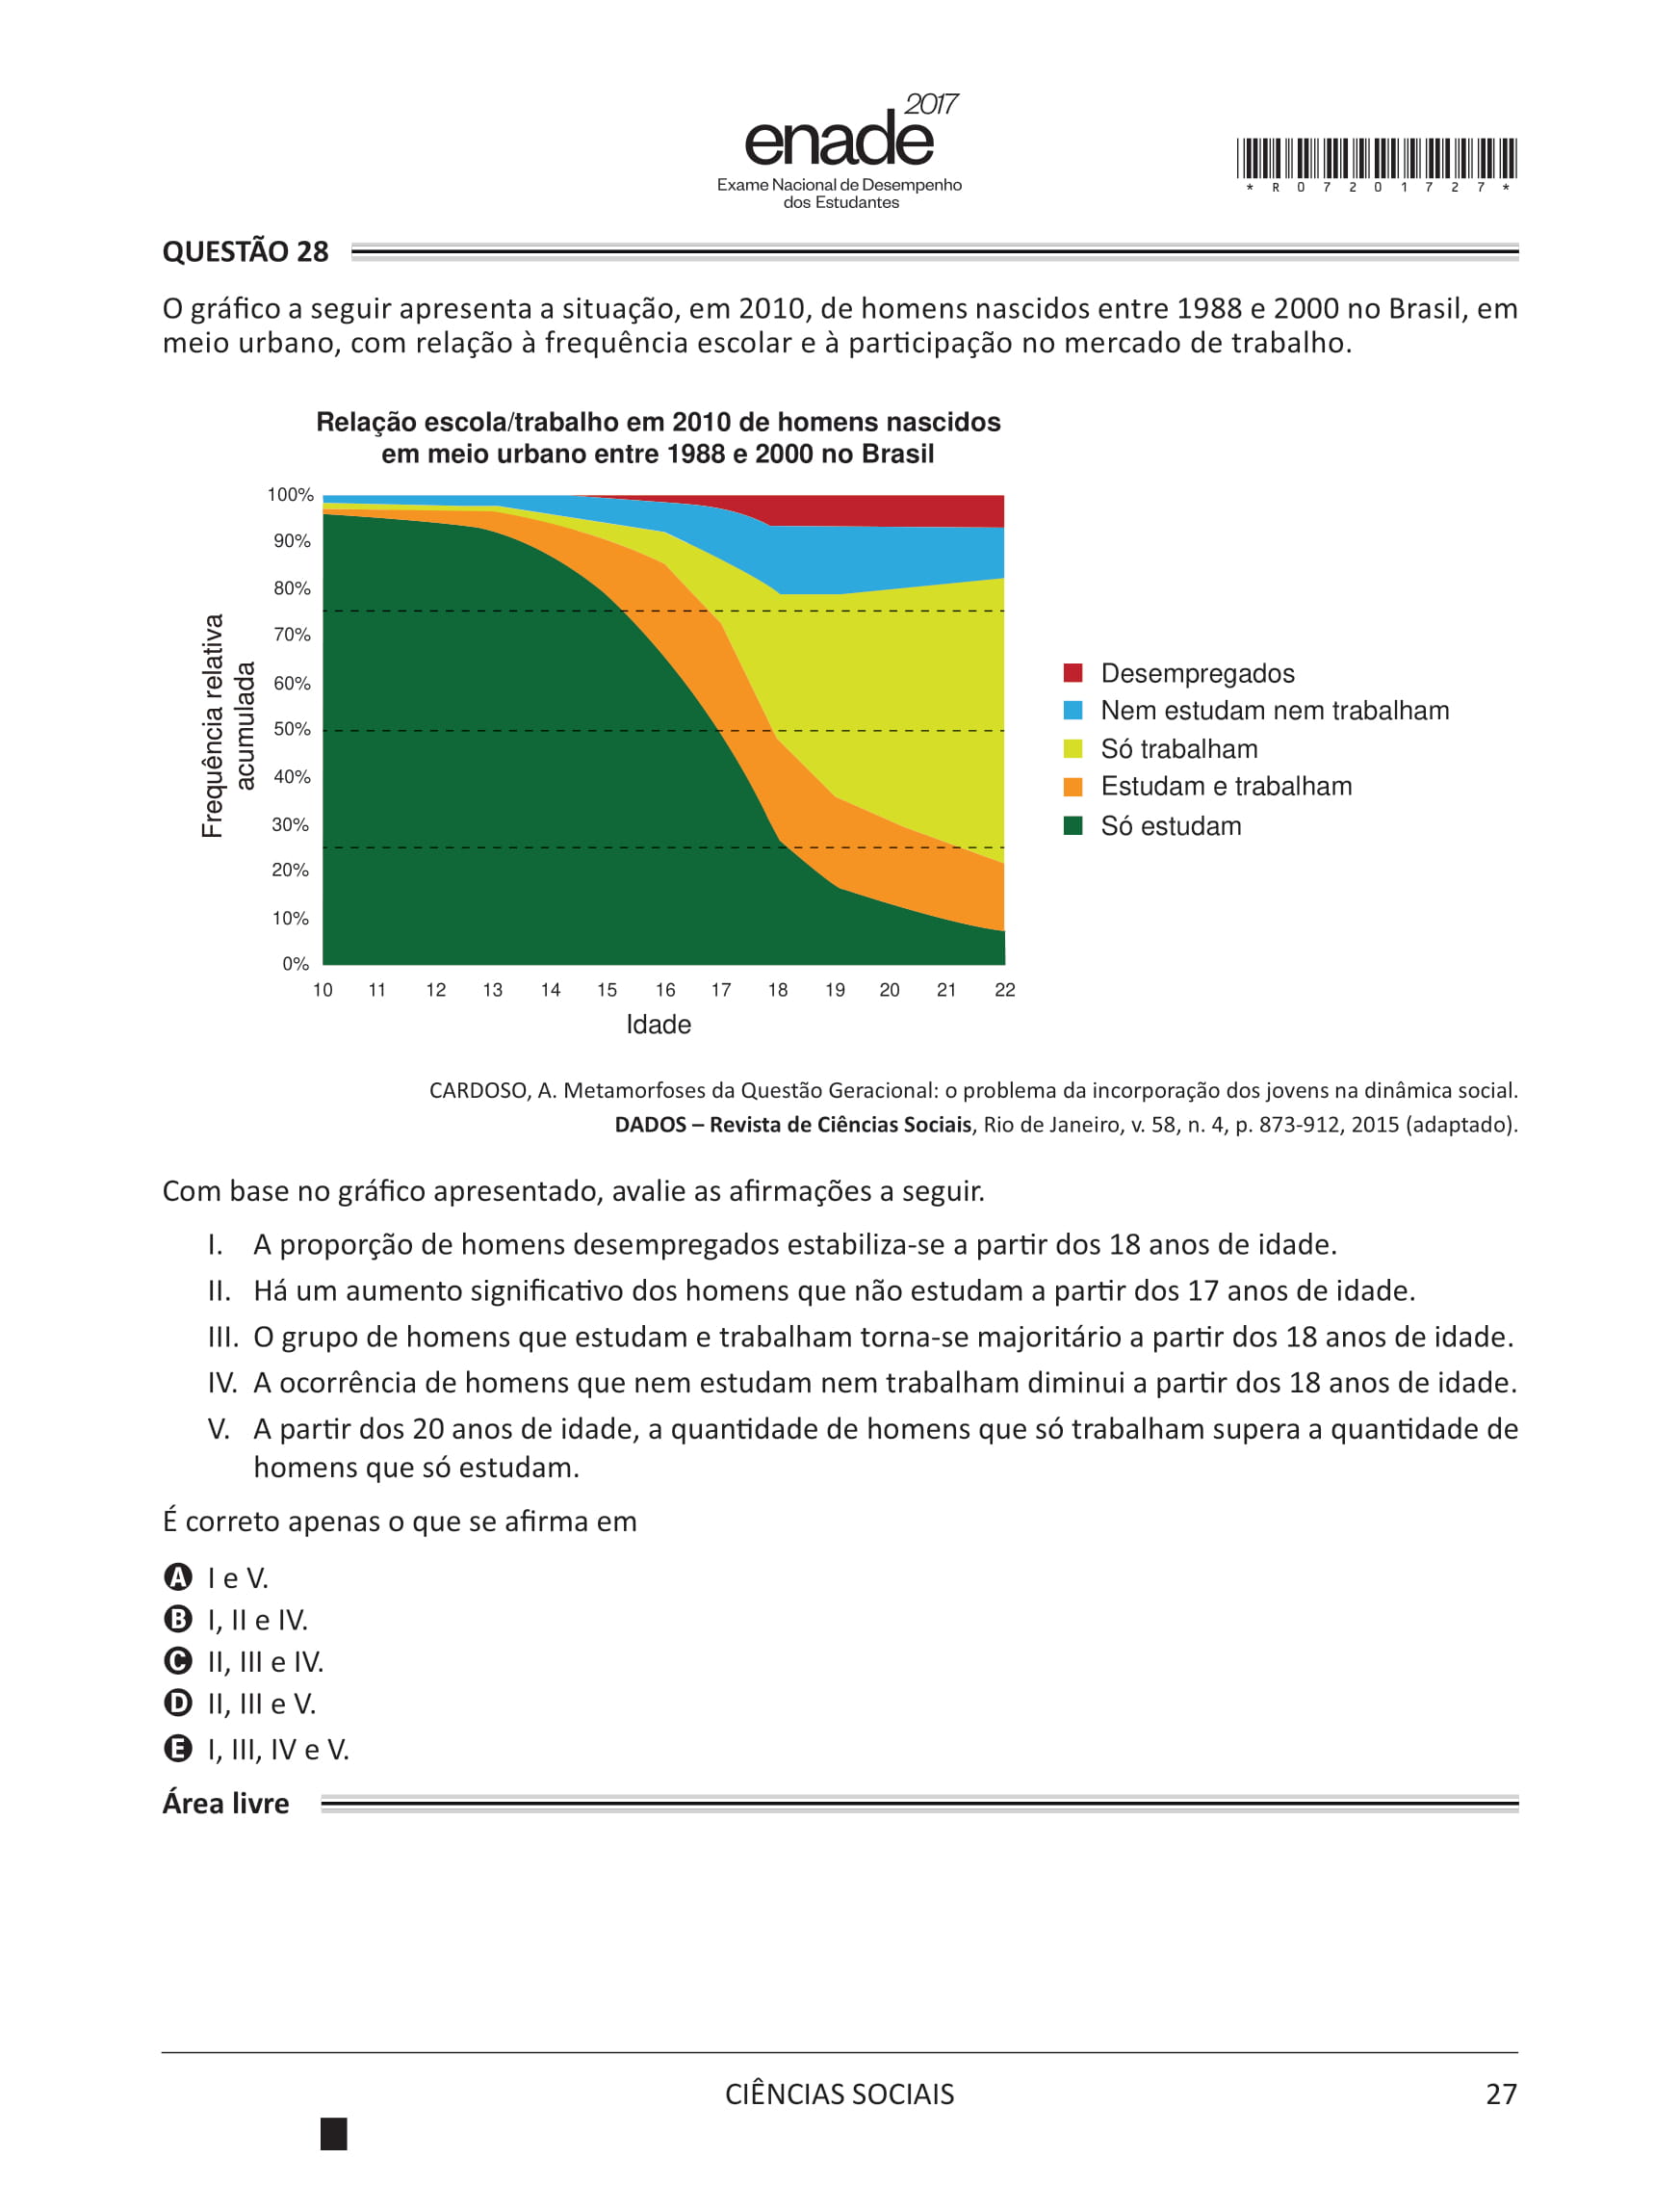 enade 2017
Exame Nacional de Desempenho
dos Estudantes
* R 0 7 2 0 1 7 2 7 *
QUESTÃO 28
O gráfico a seguir apresenta a situação, em 2010, de homens nascidos entre 1988 e 2000 no Brasil, em
meio urbano, com relação à frequência escolar e à participação no mercado de trabalho.
Relação escola/trabalho em 2010 de homens nascidos
em meio urbano entre 1988 e 2000 no Brasil
Frequência relativa
acumulada
100%
90%
80%
70%
60%
50%
40%
30%
20%
10%
0%
10 11 12 13 14 15 16 17 18 19 20 21 22
Idade
Desempregados
Nem estudam nem trabalham
Só trabalham
Estudam e trabalham
Só estudam
CARDOSO, A. Metamorfoses da Questão Geracional: o problema da incorporação dos jovens na dinâmica social.
DADOS – Revista de Ciências Sociais, Rio de Janeiro, v. 58, n. 4, p. 873-912, 2015 (adaptado).
Com base no gráfico apresentado, avalie as afirmações a seguir.
I. A proporção de homens desempregados estabiliza-se a partir dos 18 anos de idade.
II. Há um aumento significativo dos homens que não estudam a partir dos 17 anos de idade.
III. O grupo de homens que estudam e trabalham torna-se majoritário a partir dos 18 anos de idade.
IV. A ocorrência de homens que nem estudam nem trabalham diminui a partir dos 18 anos de idade.
V. A partir dos 20 anos de idade, a quantidade de homens que só trabalham supera a quantidade de
homens que só estudam.
É correto apenas o que se afirma em
A I e V.
B I, II e IV.
C II, III e IV.
D II, III e V.
E I, III, IV e V.
Área livre
CIÊNCIAS SOCIAIS
27